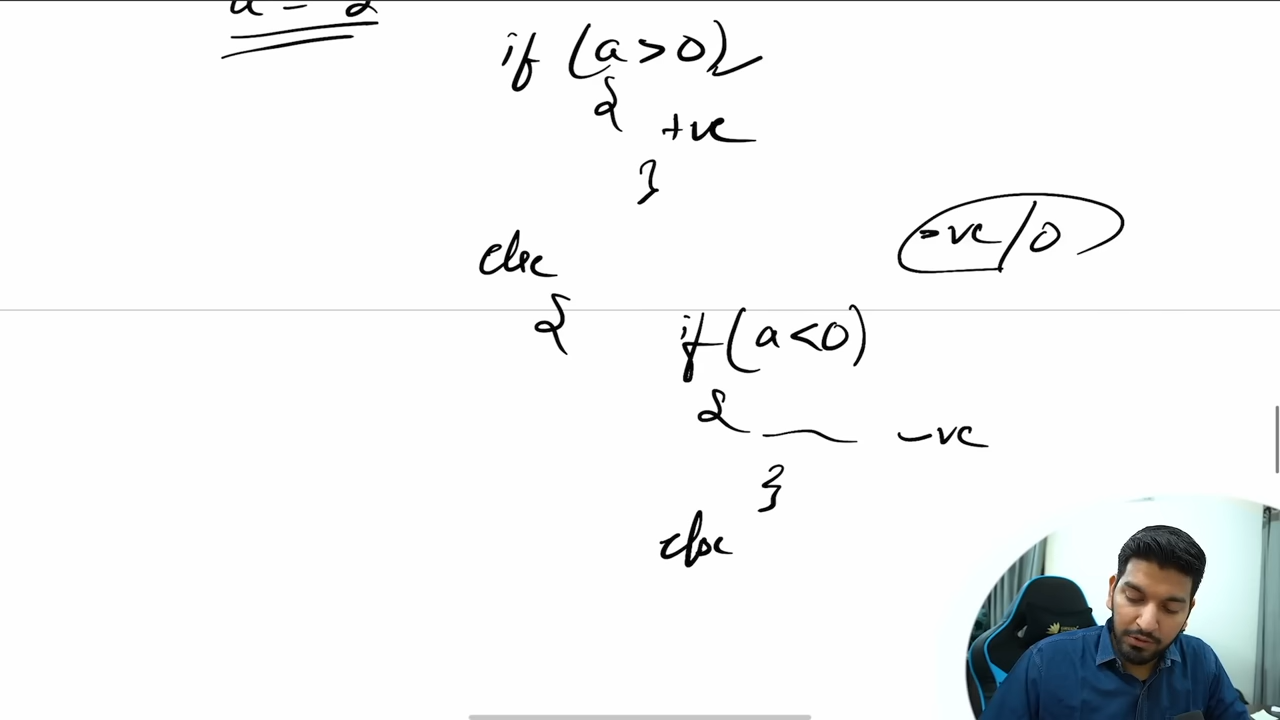 if (a>0)
{
+ve
}
else
-ve/0
{
if (a<0)
{
-ve
}
else